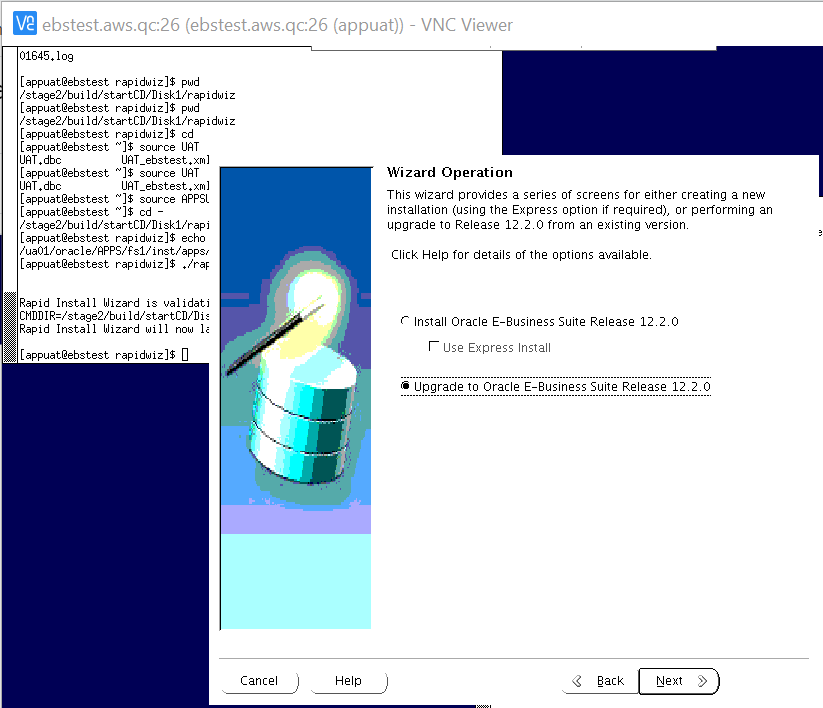 VNC
ebstest.aws.qc:26 (ebstest.aws.qc:26 (appuat)) - VNC Viewer
01645.log
[appuat@ebstest rapidwiz]$ pwd
/stage2/build/startCD/Disk1/rapidwiz
[appuat@ebstest rapidwiz]$ pwd
/stage2/build/startCD/Disk1/rapidwiz
[appuat@ebstest rapidwiz]$ cd
[appuat@ebstest ~]$ source UAT
UAT.dbc UAT_ebstest.xml
[appuat@ebstest ~]$ source UAT
UAT.dbc UAT_ebstest.xml
[appuat@ebstest ~]$ source APPSU
[appuat@ebstest ~]$ cd -
/stage2/build/startCD/Disk1/rapi
[appuat@ebstest rapidwiz]$ echo
/ua01/oracle/APPS/fs1/inst/apps/
[appuat@ebstest rapidwiz]$ ./rap
Rapid Install Wizard is validati
CMDDIR=/stage2/build/startCD/Dis
Rapid Install Wizard will now la
[appuat@ebstest rapidwiz]$
Wizard Operation
This wizard provides a series of screens for either creating a new
installation (using the Express option if required), or performing an
upgrade to Release 12.2.0 from an existing version.
Click Help for details of the options available.
Install Oracle E-Business Suite Release 12.2.0
Use Express Install
Upgrade to Oracle E-Business Suite Release 12.2.0
Cancel Help Back Next